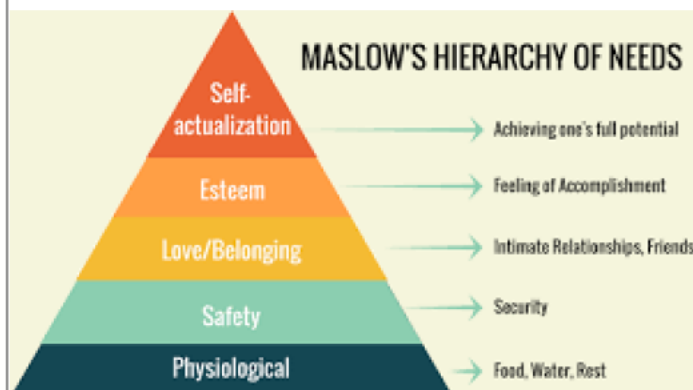 MASLOW'S HIERARCHY OF NEEDS
Self-
actualization
Achieving one's full potential
Esteem
Feeling of Accomplishment
Love/Belonging
Intimate Relationships, Friends
Safety
Security
Physiological
Food, Water, Rest